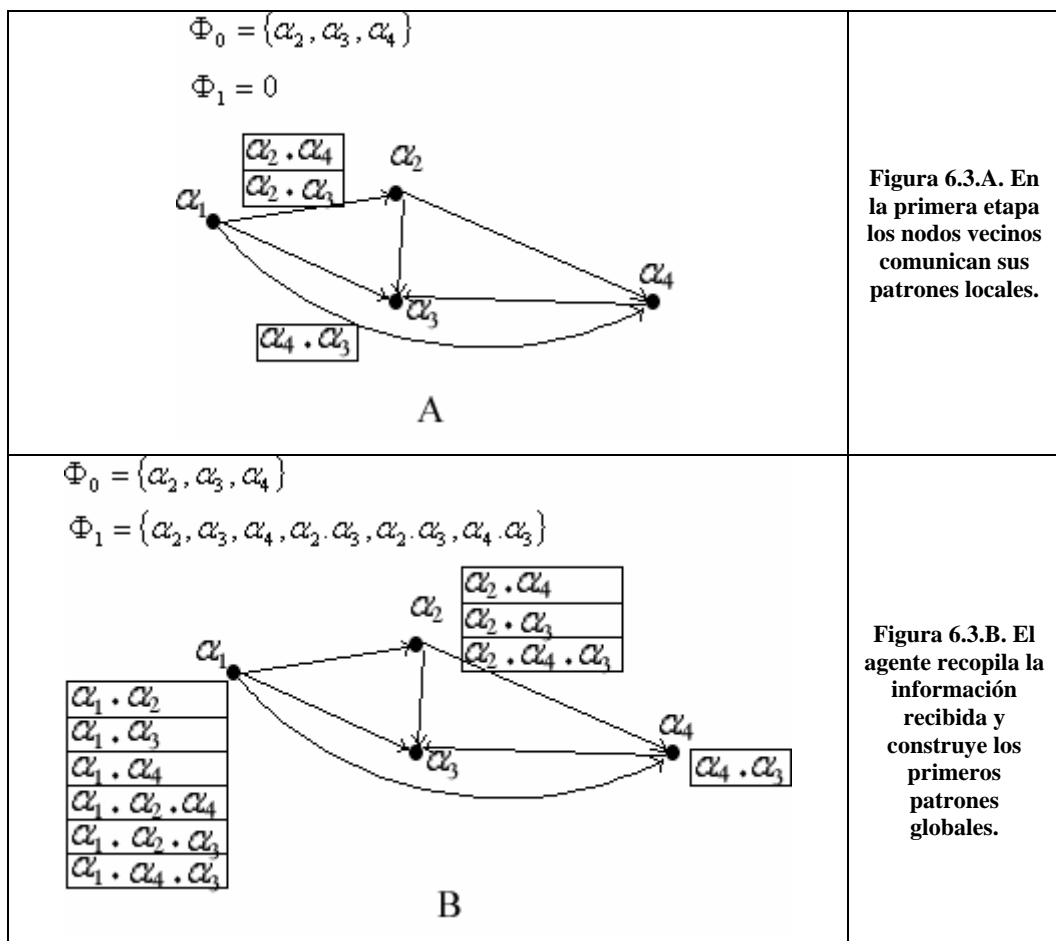 Φ₀ = {α₂, α₃, α₄}
Φ₁ = 0
α₂ . α₄
α₂ . α₃
α₂
α₁
α₄
α₃
α₄ . α₃
A
Figura 6.3.A. En
la primera etapa
los nodos vecinos
comunican sus
patrones locales.
Φ₀ = {α₂, α₃, α₄}
Φ₁ = {α₂, α₃, α₄, α₂.α₃, α₂.α₃, α₄.α₃}
α₂ . α₄
α₂ . α₃
α₂ . α₄ . α₃
α₂
α₁
α₄
α₃
α₄ . α₃
α₁ . α₂
α₁ . α₃
α₁ . α₄
α₁ . α₂ . α₄
α₁ . α₂ . α₃
α₁ . α₄ . α₃
B
Figura 6.3.B. El
agente recopila la
información
recibida y
construye los
primeros
patrones
globales.